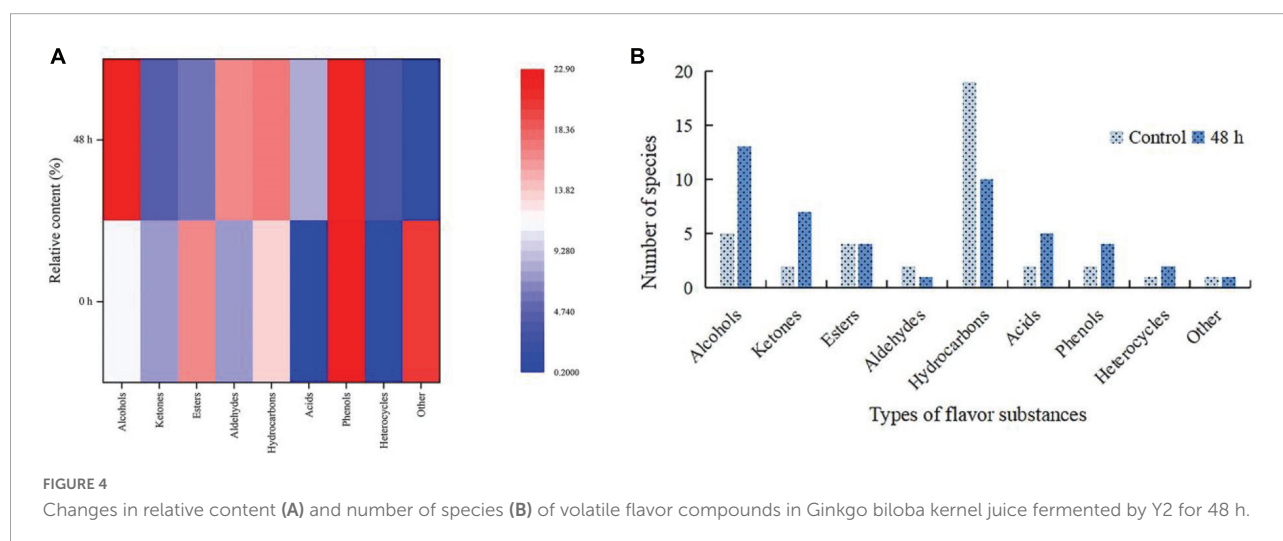 A
Relative content (%)
48 h
0 h
Alcohols
Ketones
Esters
Aldehydes
Hydrocarbons
Acids
Phenols
Heterocycles
Other
22.90
18.36
13.82
9.280
4.740
0.2000
B
Number of species
20
15
10
5
0
Control
48 h
Alcohols
Ketones
Esters
Aldehydes
Hydrocarbons
Acids
Phenols
Heterocycles
Other
Types of flavor substances
FIGURE 4
Changes in relative content (A) and number of species (B) of volatile flavor compounds in Ginkgo biloba kernel juice fermented by Y2 for 48 h.